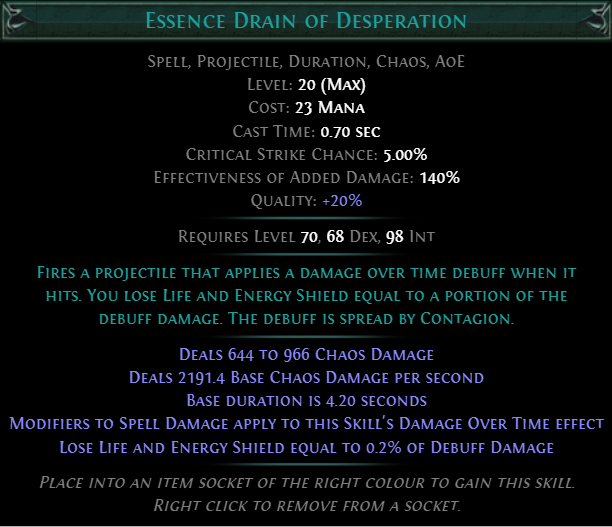 Essence Drain of Desperation
Spell, Projectile, Duration, Chaos, AoE
Level: 20 (Max)
Cost: 23 Mana
Cast Time: 0.70 sec
Critical Strike Chance: 5.00%
Effectiveness of Added Damage: 140%
Quality: +20%
Requires Level 70, 68 Dex, 98 Int
Fires a projectile that applies a damage over time debuff when it
hits. You lose Life and Energy Shield equal to a portion of the
debuff damage. The debuff is spread by Contagion.
Deals 644 to 966 Chaos Damage
Deals 2191.4 Base Chaos Damage per second
Base duration is 4.20 seconds
Modifiers to Spell Damage apply to this Skill's Damage Over Time effect
Lose Life and Energy Shield equal to 0.2% of Debuff Damage
Place into an item socket of the right colour to gain this skill.
Right click to remove from a socket.